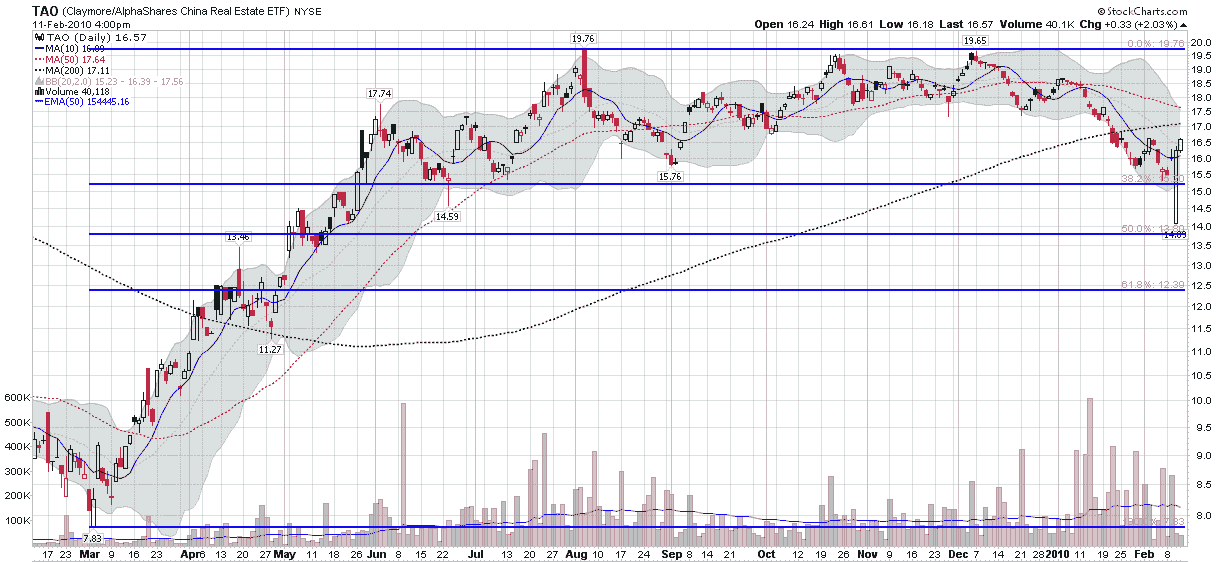 TAO (Claymore/AlphaShares China Real Estate ETF) NYSE
© StockCharts.com
11-Feb-2010 4:00pm
Open 16.24 High 16.61 Low 16.18 Last 16.57 Volume 40.1K Chg +0.33 (+2.03%)
TAO (Daily) 16.57
MA(10) 16.09
MA(50) 17.64
MA(200) 17.11
BB(20,2.0) 15.23 - 16.39 - 17.56
Volume 40,118
EMA(50) 154445.16
0.0%: 19.76
19.76
19.65
17.74
15.76
14.59
13.46
11.27
7.83
14.09
38.2%:
50.0%:
61.8%: 12.39
20.0
19.5
19.0
18.5
18.0
17.5
17.0
16.5
16.0
15.5
15.0
14.5
14.0
13.5
13.0
12.5
12.0
11.5
11.0
10.5
10.0
9.5
9.0
8.5
8.0
600K
500K
400K
300K
200K
100K
17 23 Mar 9 16 23 Apr 6 13 20 27 May 11 18 Jun 8 15 22 Jul 13 20 27 Aug 10 17 24 Sep 8 14 21 Oct 12 19 26 Nov 9 16 23 Dec 7 14 21 28 2010 11 19 25 Feb 8